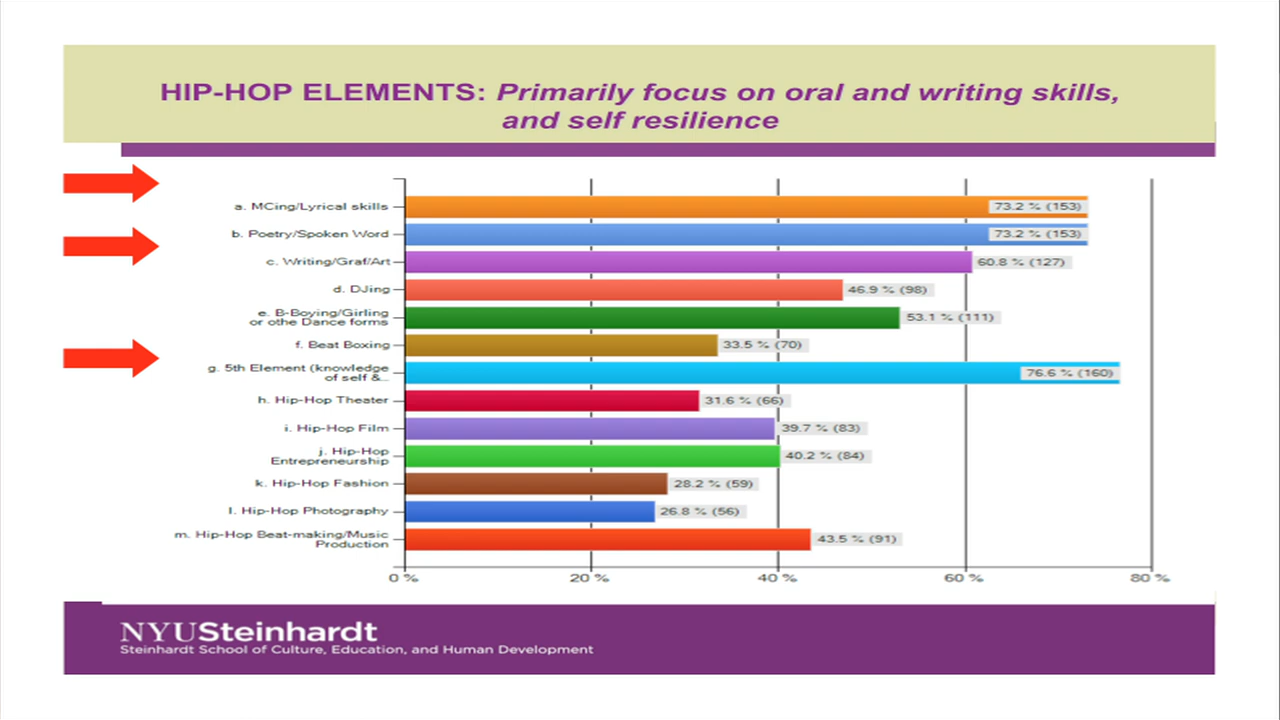 HIP-HOP ELEMENTS: Primarily focus on oral and writing skills,
and self resilience
a. MCing/Lyrical skills
73.2 % (153)
b. Poetry/Spoken Word
73.2 % (153)
c. Writing/Graf/Art
60.8 % (127)
d. DJing
46.9 % (98)
e. B-Boying/Girling
or othe Dance forms
53.1 % (111)
f. Beat Boxing
33.5 % (70)
g. 5th Element (knowledge
of self &...
76.6 % (160)
h. Hip-Hop Theater
31.6 % (66)
i. Hip-Hop Film
39.7 % (83)
j. Hip-Hop
Entrepreneurship
40.2 % (84)
k. Hip-Hop Fashion
28.2 % (59)
l. Hip-Hop Photography
26.8 % (56)
m. Hip-Hop Beat-making/Music
Production
43.5 % (91)
0 % 20 % 40 % 60 % 80 %
NYUSteinhardt
Steinhardt School of Culture, Education, and Human Development